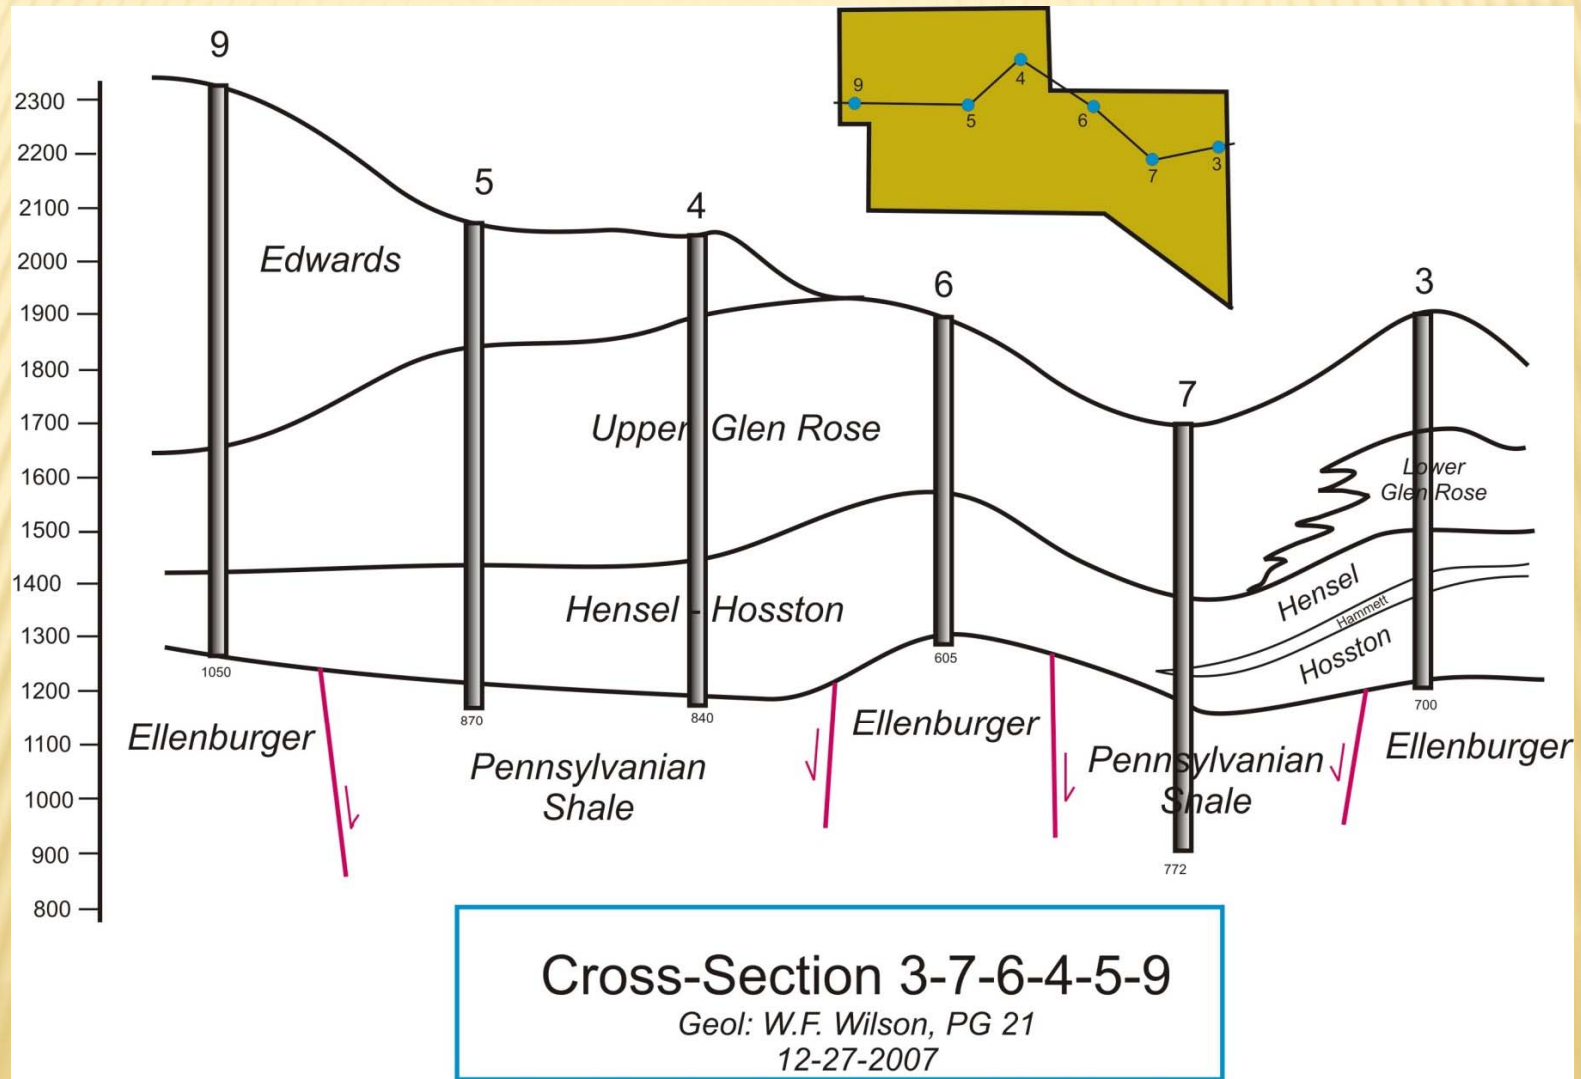 9
5
4
6
7
3
9
5
4
6
7
3
2300
2200
2100
2000
1900
1800
1700
1600
1500
1400
1300
1200
1100
1000
900
800
Edwards
Upper Glen Rose
Lower
Glen Rose
Hensel - Hosston
Hensel
Hammett
Hosston
1050
870
840
605
772
700
Ellenburger
Pennsylvanian
Shale
Ellenburger
Pennsylvanian
Shale
Ellenburger
Cross-Section 3-7-6-4-5-9
Geol: W.F. Wilson, PG 21
12-27-2007